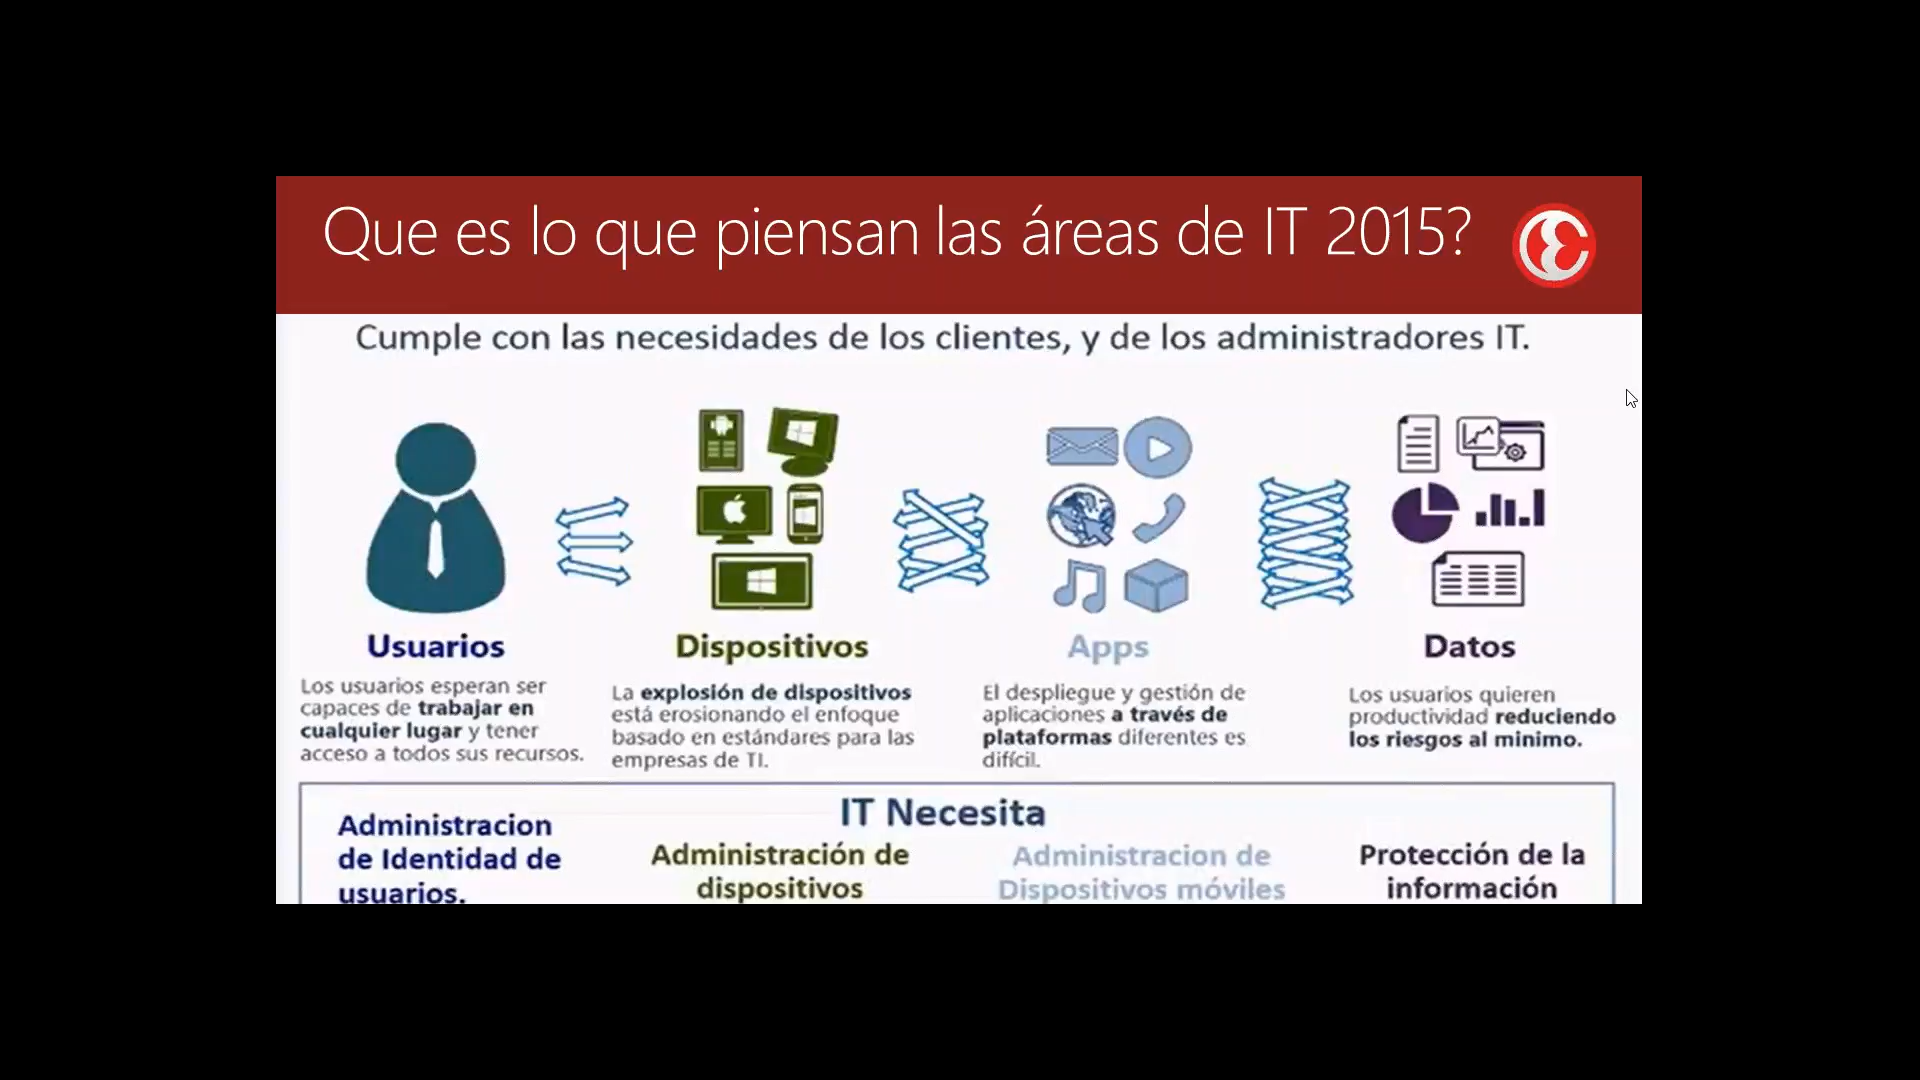 Que es lo que piensan las áreas de IT 2015?
Cumple con las necesidades de los clientes, y de los administradores IT.
Usuarios
Los usuarios esperan ser
capaces de trabajar en
cualquier lugar y tener
acceso a todos sus recursos.
Dispositivos
La explosión de dispositivos
está erosionando el enfoque
basado en estándares para las
empresas de TI.
Apps
El despliegue y gestión de
aplicaciones a través de
plataformas diferentes es
difícil.
Datos
Los usuarios quieren
productividad reduciendo
los riesgos al minimo.
IT Necesita
Administracion
de Identidad de
usuarios.
Administración de
dispositivos
Administracion de
Dispositivos móviles
Protección de la
información